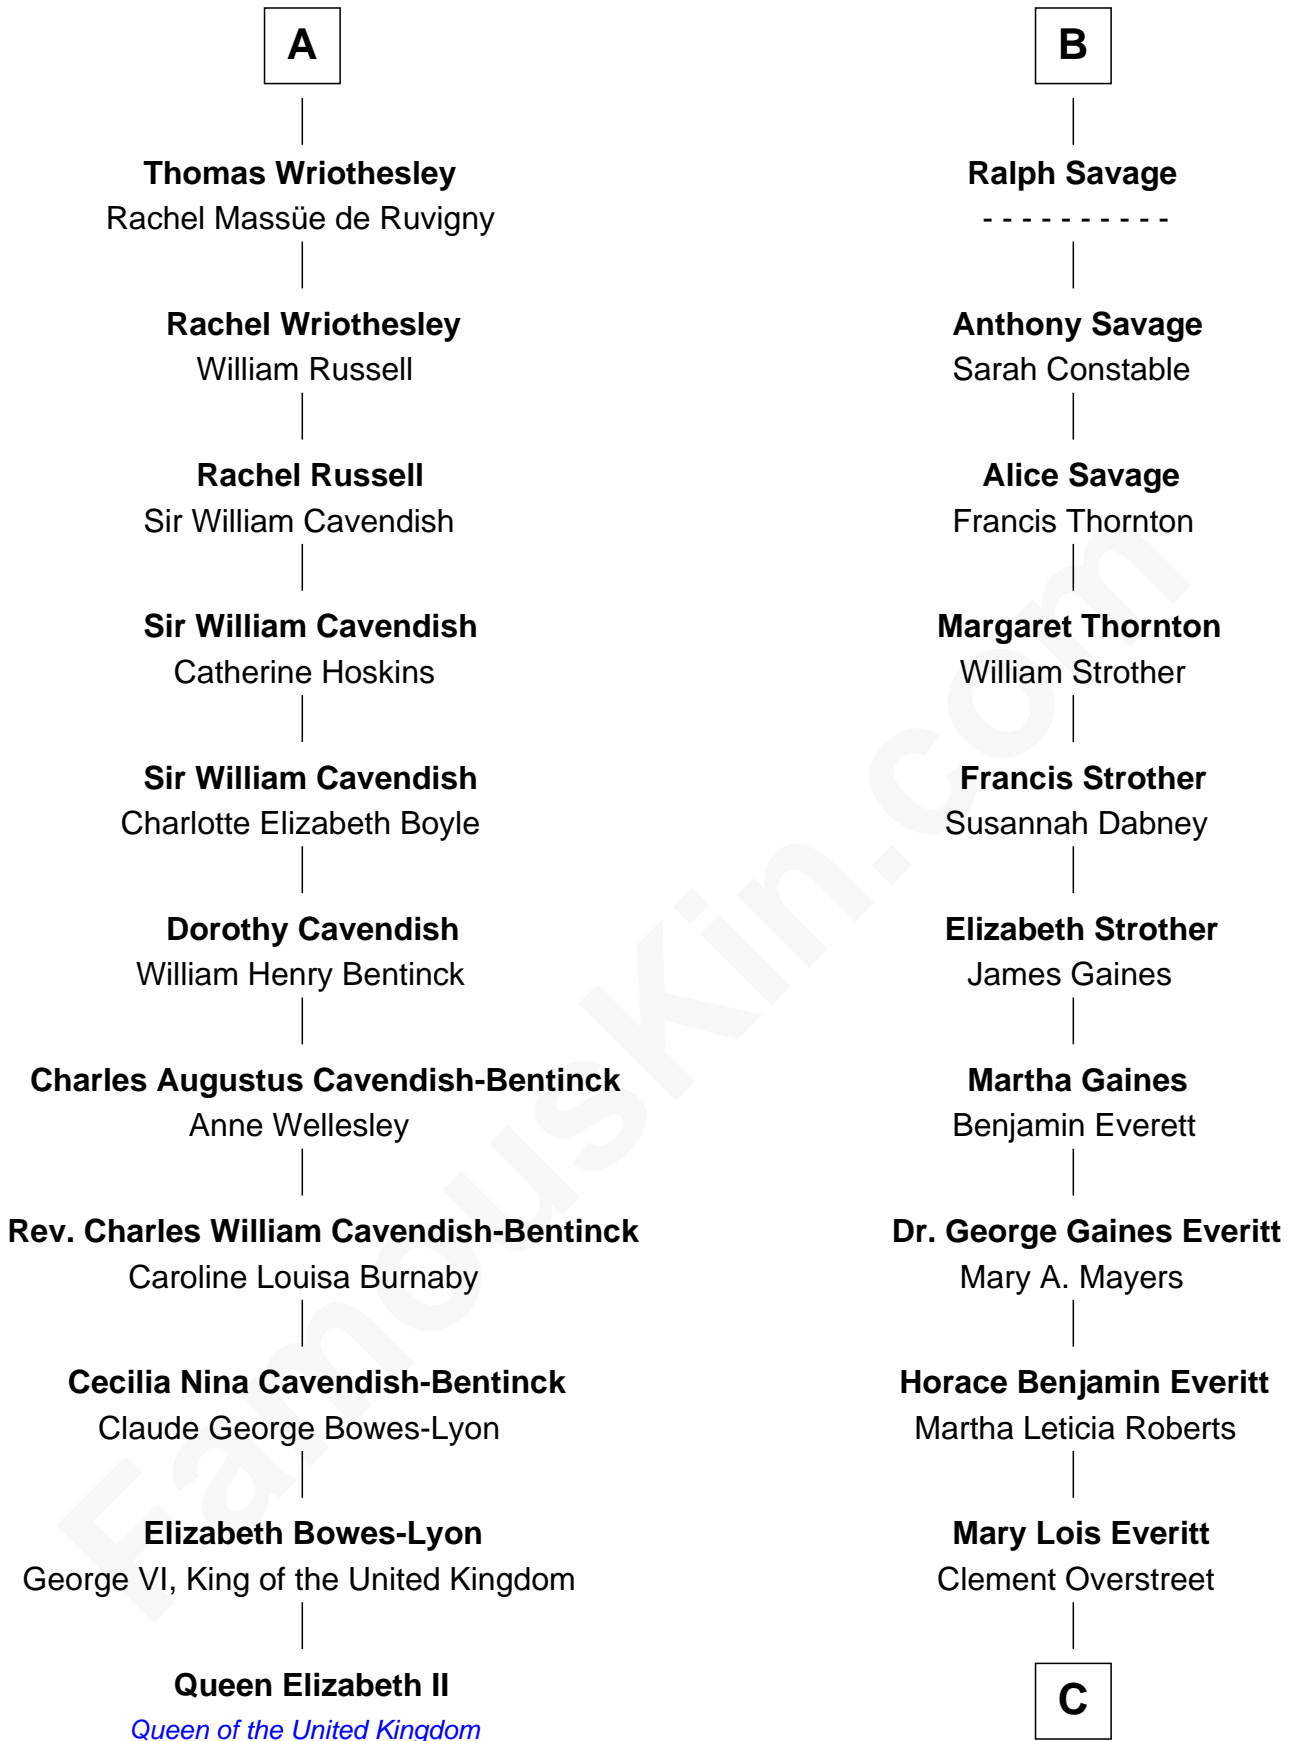 A
Thomas Wriothesley
Rachel Massüe de Ruvigny
Rachel Wriothesley
William Russell
Rachel Russell
Sir William Cavendish
Sir William Cavendish
Catherine Hoskins
Sir William Cavendish
Charlotte Elizabeth Boyle
Dorothy Cavendish
William Henry Bentinck
Charles Augustus Cavendish-Bentinck
Anne Wellesley
Rev. Charles William Cavendish-Bentinck
Caroline Louisa Burnaby
Cecilia Nina Cavendish-Bentinck
Claude George Bowes-Lyon
Elizabeth Bowes-Lyon
George VI, King of the United Kingdom
Queen Elizabeth II
Queen of the United Kingdom
B
Ralph Savage
- - - - - - - - - -
Anthony Savage
Sarah Constable
Alice Savage
Francis Thornton
Margaret Thornton
William Strother
Francis Strother
Susannah Dabney
Elizabeth Strother
James Gaines
Martha Gaines
Benjamin Everett
Dr. George Gaines Everitt
Mary A. Mayers
Horace Benjamin Everitt
Martha Leticia Roberts
Mary Lois Everitt
Clement Overstreet
C
FamousKin.com